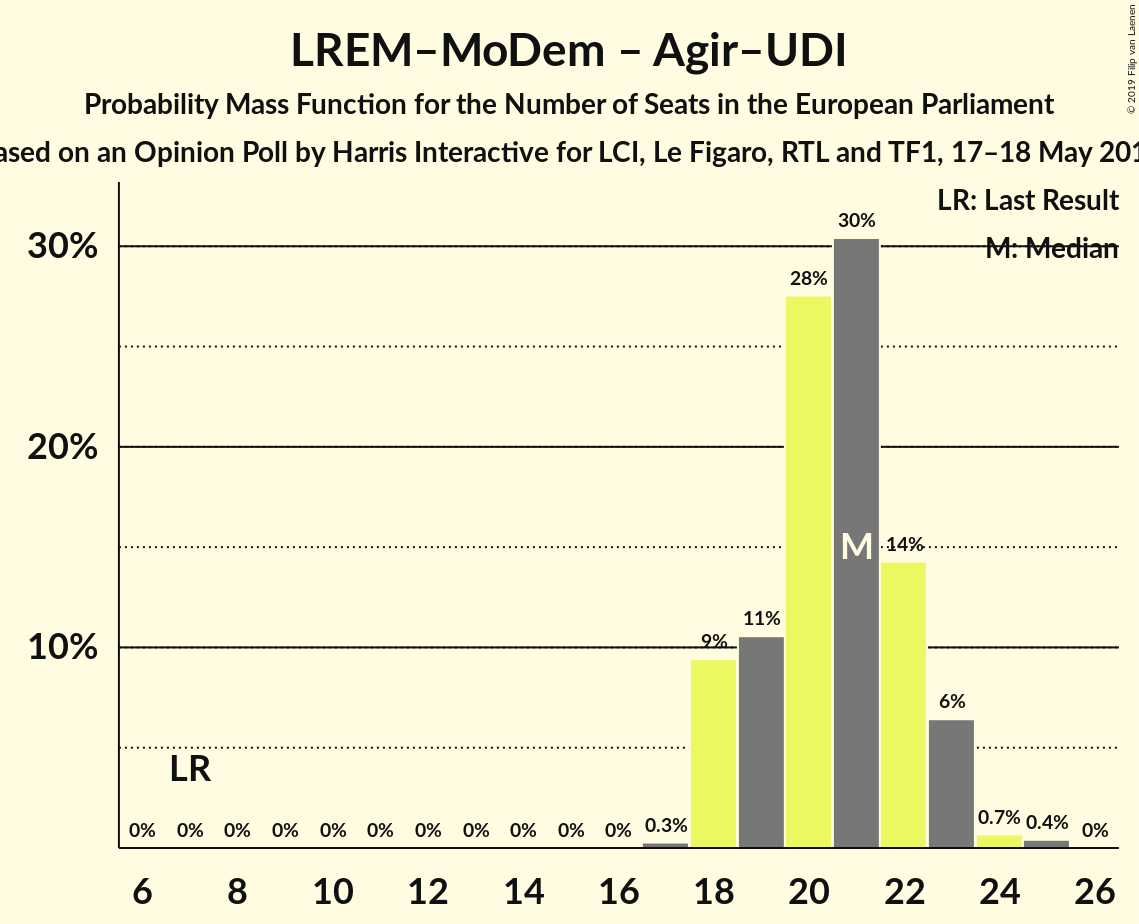 LREM–MoDem – Agir–UDI
Probability Mass Function for the Number of Seats in the European Parliament
on an Opinion Poll by Harris Interactive for LCI, Le Figaro, RTL and TF1, 17–18 May
© 2019 Filip van Laenen
LR: Last Result
M: Median
30%
20%
10%
30%
28%
M
14%
11%
9%
6%
LR
0% 0% 0% 0% 0% 0% 0% 0% 0% 0% 0% 0.3% 0.7% 0.4% 0%
6 8 10 12 14 16 18 20 22 24 26